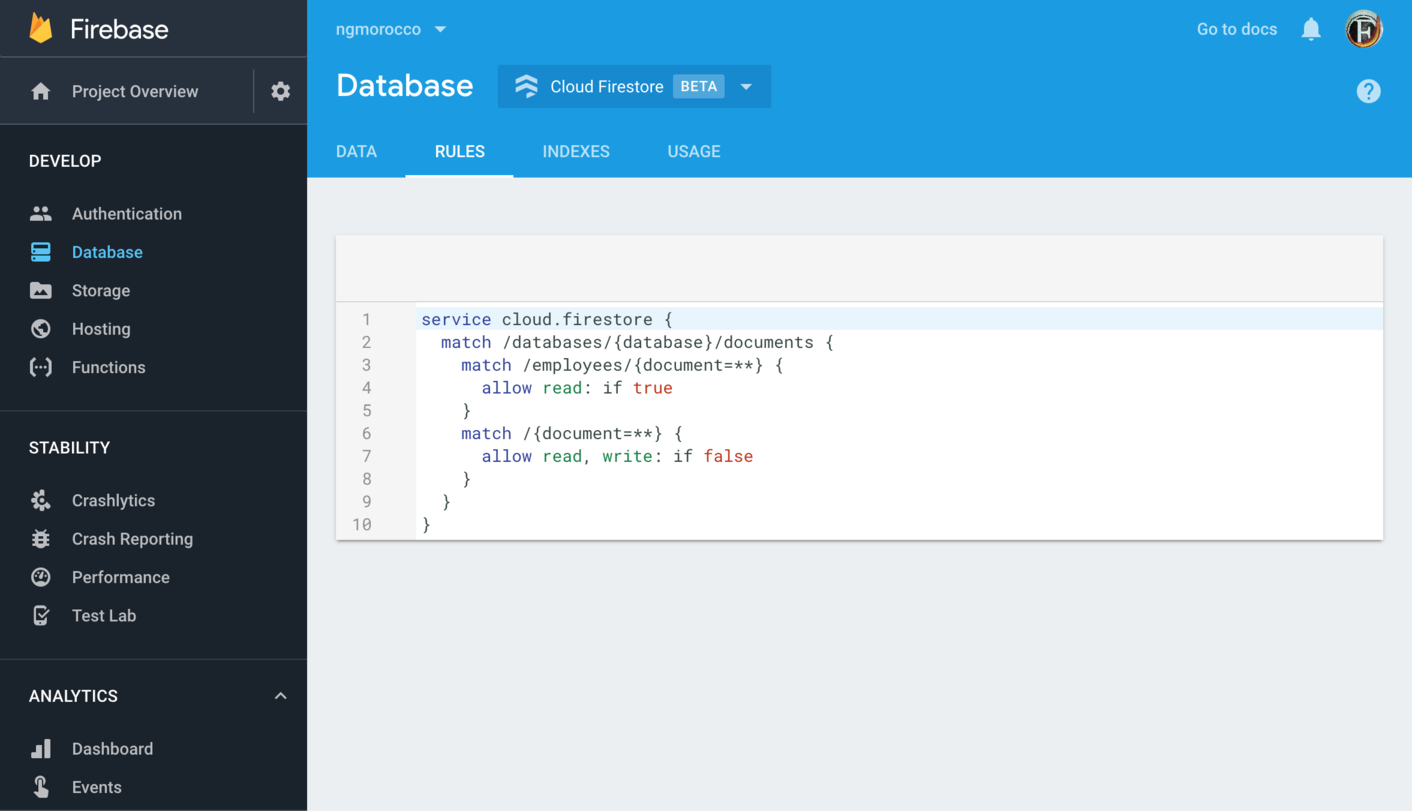 Firebase
Project Overview
DEVELOP
Authentication
Database
Storage
Hosting
Functions
STABILITY
Crashlytics
Crash Reporting
Performance
Test Lab
ANALYTICS
Dashboard
Events
ngmorocco
Go to docs
Database
Cloud Firestore BETA
DATA RULES INDEXES USAGE
1 service cloud.firestore {
2   match /databases/{database}/documents {
3     match /employees/{document=**} {
4       allow read: if true
5     }
6     match /{document=**} {
7       allow read, write: if false
8     }
9   }
10 }